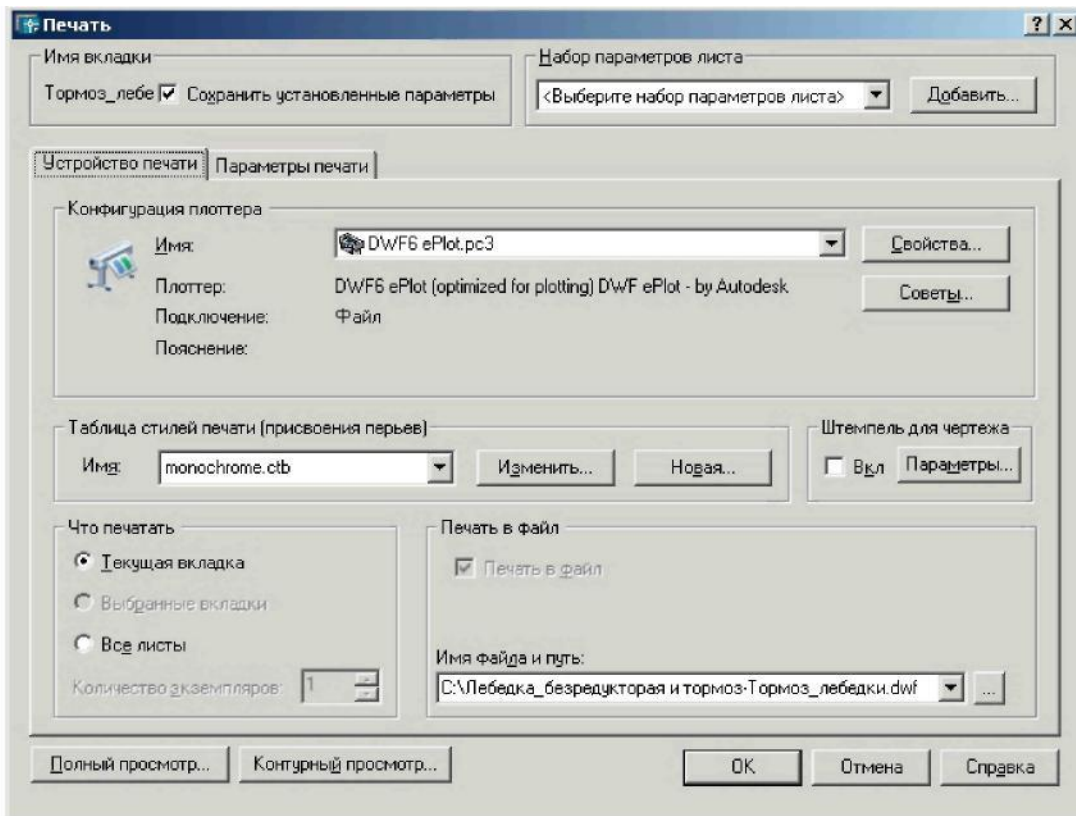 Печать
Имя вкладки
Тормоз_лебе Сохранить установленные параметры
Набор параметров листа
<Выберите набор параметров листа> Добавить...
Устройство печати Параметры печати
Конфигурация плоттера
Имя: DWF6 ePlot.pc3 Свойства...
Плоттер: DWF6 ePlot (optimized for plotting) DWF ePlot - by Autodesk Советы...
Подключение: Файл
Пояснение:
Таблица стилей печати (присвоения перьев)
Имя: monochrome.ctb Изменить... Новая...
Штемпель для чертежа
Вкл Параметры...
Что печатать
Текущая вкладка
Выбранные вкладки
Все листы
Количество экземпляров: 1
Печать в файл
Печать в файл
Имя файла и путь:
C:\Лебедка_безредукторая и тормоз-Тормоз_лебедки.dwf ...
Полный просмотр... Контурный просмотр... OK Отмена Справка